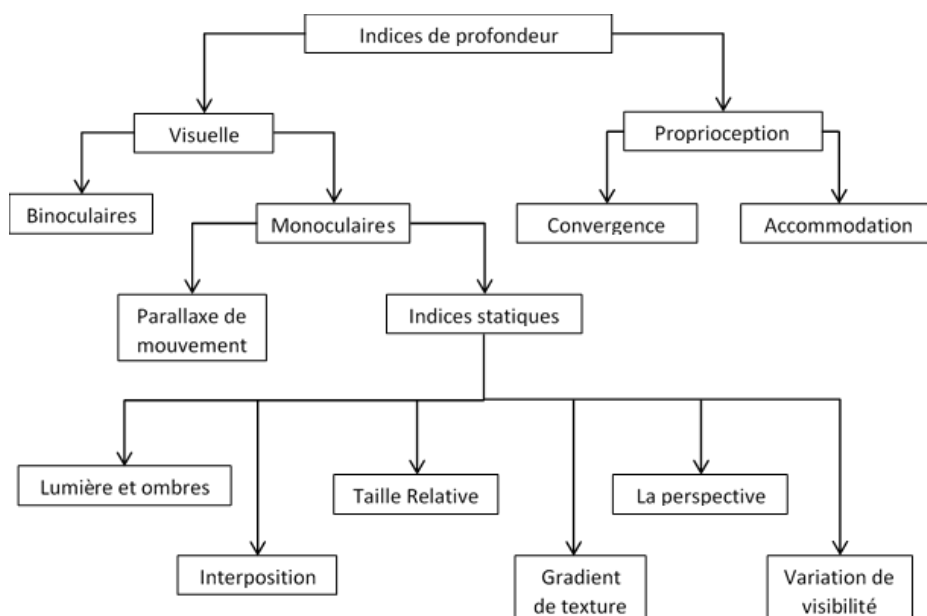 Indices de profondeur
Visuelle
Proprioception
Binoculaires
Monoculaires
Convergence
Accommodation
Parallaxe de
mouvement
Indices statiques
Lumière et ombres
Taille Relative
La perspective
Interposition
Gradient
de texture
Variation de
visibilité